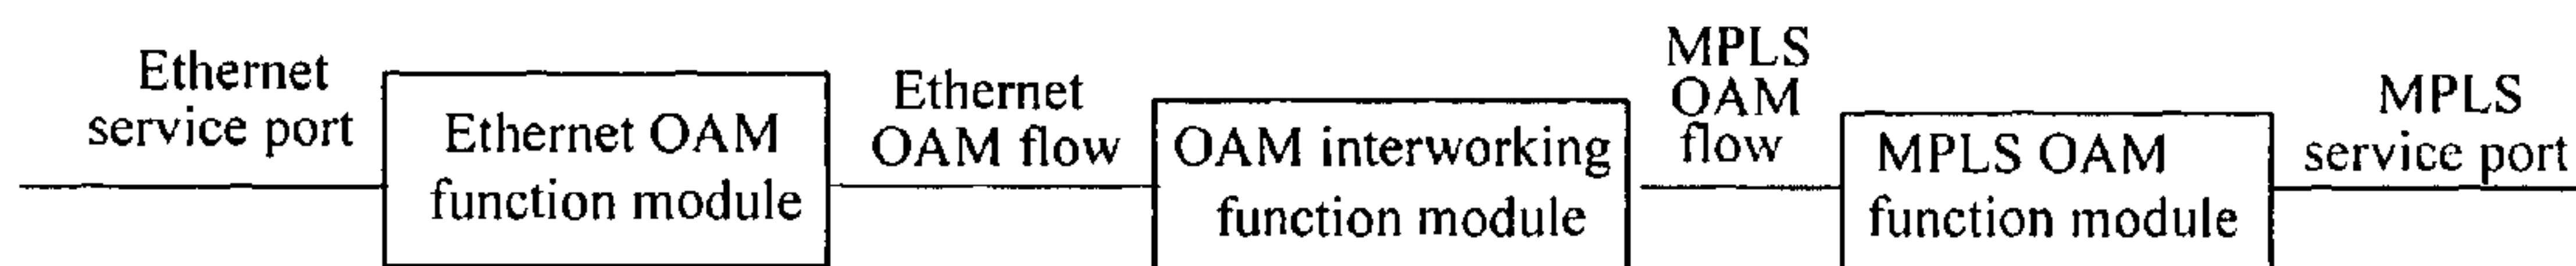 Ethernet
service port
Ethernet OAM
function module
Ethernet
OAM flow
OAM interworking
function module
MPLS
OAM
flow
MPLS OAM
function module
MPLS
service port